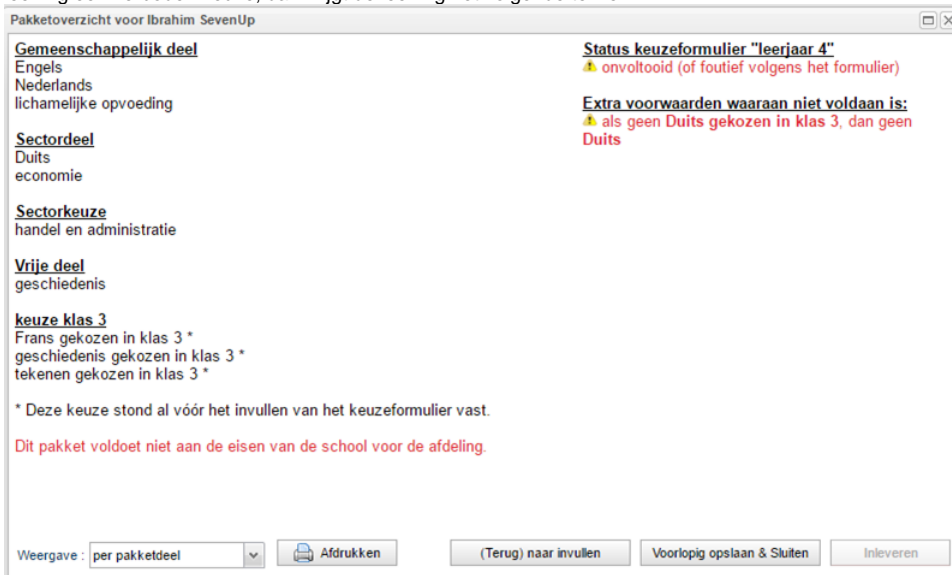 Pakketoverzicht voor Ibrahim SevenUp
Gemeenschappelijk deel
Engels
Nederlands
lichamelijke opvoeding
Sectordeel
Duits
economie
Sectorkeuze
handel en administratie
Vrije deel
geschiedenis
keuze klas 3
Frans gekozen in klas 3 *
geschiedenis gekozen in klas 3 *
tekenen gekozen in klas 3 *
* Deze keuze stond al vóór het invullen van het keuzeformulier vast.
Dit pakket voldoet niet aan de eisen van de school voor de afdeling.
Status keuzeformulier "leerjaar 4"
onvoltooid (of foutief volgens het formulier)
Extra voorwaarden waaraan niet voldaan is:
als geen Duits gekozen in klas 3, dan geen
Duits
Weergave : per pakketdeel
Afdrukken
(Terug) naar invullen
Voorlopig opslaan & Sluiten
Inleveren